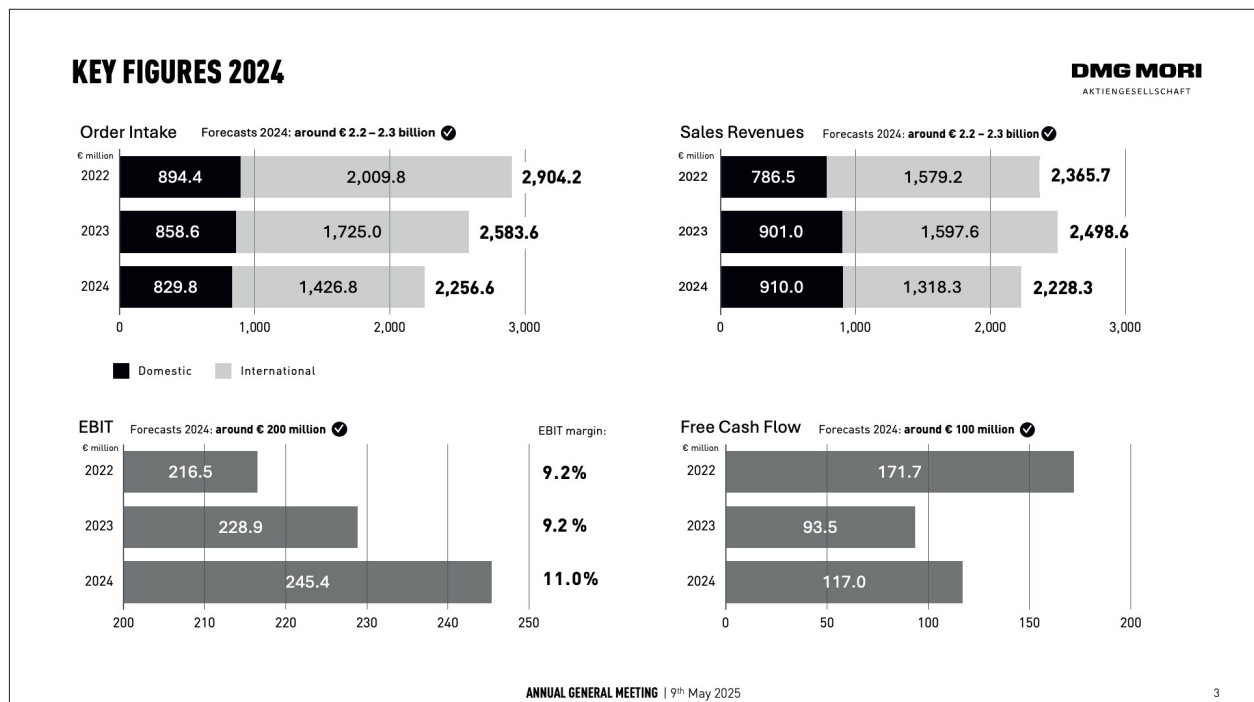 KEY FIGURES 2024
DMG MORI
AKTIENGESELLSCHAFT
Order Intake Forecasts 2024: around € 2.2 – 2.3 billion
€ million
2022 894.4 2,009.8 2,904.2
2023 858.6 1,725.0 2,583.6
2024 829.8 1,426.8 2,256.6
0 1,000 2,000 3,000
Domestic International
Sales Revenues Forecasts 2024: around € 2.2 – 2.3 billion
€ million
2022 786.5 1,579.2 2,365.7
2023 901.0 1,597.6 2,498.6
2024 910.0 1,318.3 2,228.3
0 1,000 2,000 3,000
EBIT Forecasts 2024: around € 200 million EBIT margin:
€ million
2022 216.5 9.2%
2023 228.9 9.2 %
2024 245.4 11.0%
200 210 220 230 240 250
Free Cash Flow Forecasts 2024: around € 100 million
€ million
2022 171.7
2023 93.5
2024 117.0
0 50 100 150 200
ANNUAL GENERAL MEETING | 9th May 2025
3